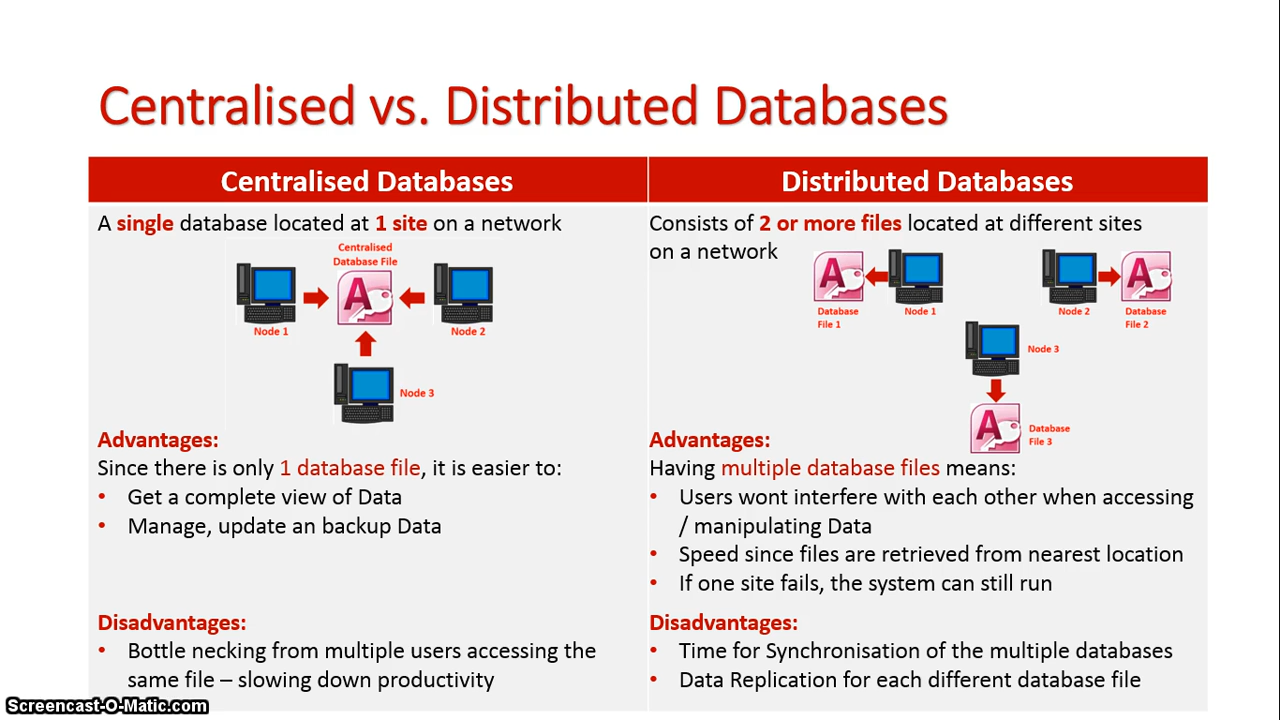 Centralised vs. Distributed Databases
Centralised Databases
A single database located at 1 site on a network
Centralised
Database File
A
Node 1
Node 2
Node 3
Advantages:
Since there is only 1 database file, it is easier to:
• Get a complete view of Data
• Manage, update an backup Data
Disadvantages:
• Bottle necking from multiple users accessing the
same file – slowing down productivity
Distributed Databases
Consists of 2 or more files located at different sites
on a network
A
Database
File 1
Node 1
Node 2
A
Database
File 2
Node 3
A
Database
File 3
Advantages:
Having multiple database files means:
• Users wont interfere with each other when accessing
/ manipulating Data
• Speed since files are retrieved from nearest location
• If one site fails, the system can still run
Disadvantages:
• Time for Synchronisation of the multiple databases
• Data Replication for each different database file
Screencast-O-Matic.com